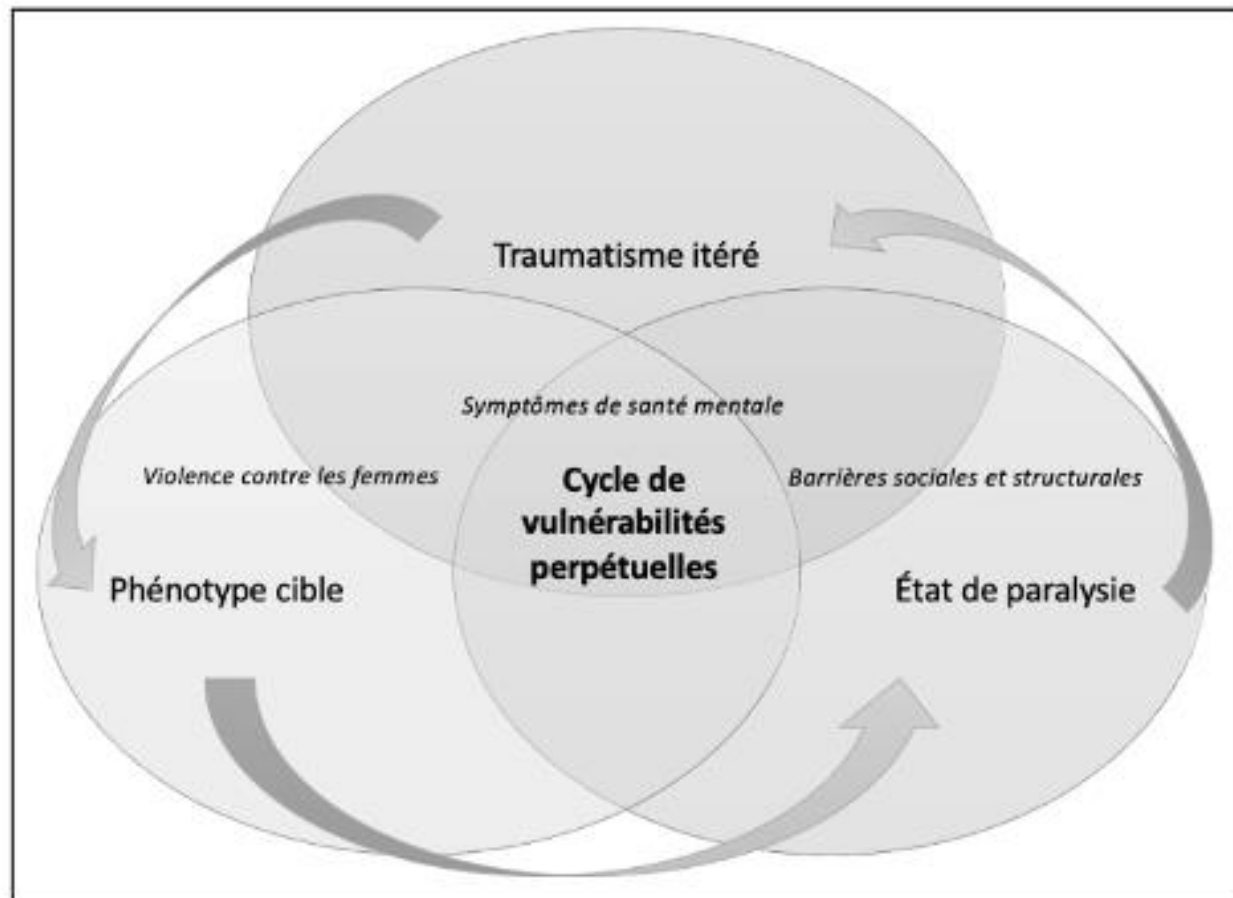 Traumatisme itéré
Symptômes de santé mentale
Violence contre les femmes
Barrières sociales et structurales
Cycle de
vulnérabilités
perpétuelles
Phénotype cible
État de paralysie